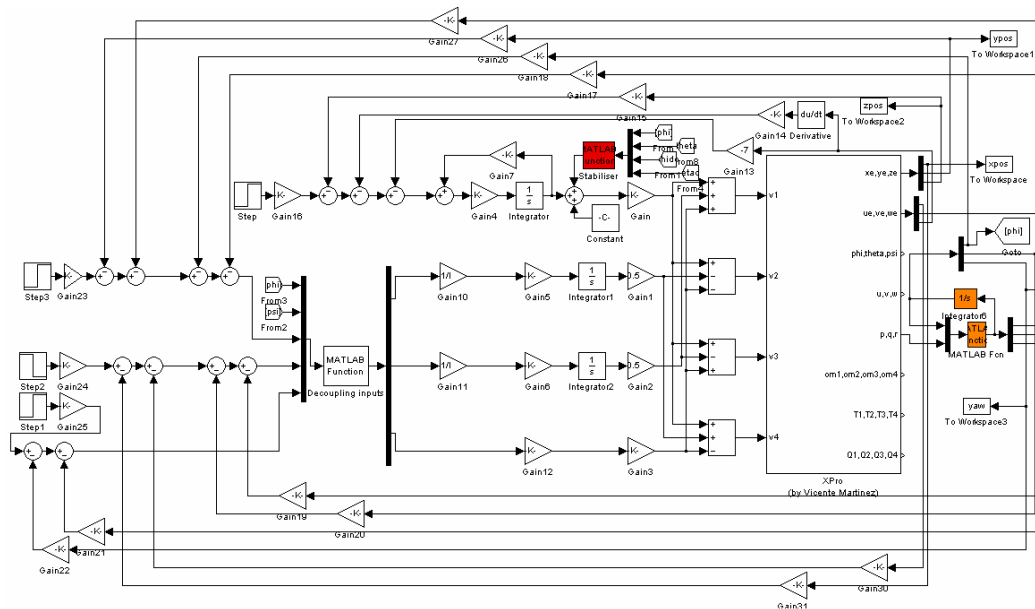 -K-
Gain27
-K-
Gain26
-K-
Gain18
-K-
Gain17
-K-
Gain15
-K-
Gain14
du/dt
Derivative
-7
Gain13
ypos
To Workspace1
zpos
To Workspace2
xpos
To Workspace
[phi]
Goto
Step
K-
Gain16
-K-
Gain7
-K-
Gain4
1
s
Integrator
Stabiliser
phi
theta
-C-
Constant
K-
Gain
v1
v2
v3
v4
xe,ye,ze
ue,ve,we
phi,theta,psi
u,v,w
p,q,r
om1,om2,om3,om4
T1,T2,T3,T4
Q1,Q2,Q3,Q4
XPro
(by Vicente Martinez)
1/s
Integrator6
MATLAB Fcn
yaw
To Workspace3
Step3
K-
Gain23
phi
From3
psi
From2
MATLAB
Function
Decoupling inputs
1/I
Gain10
K-
Gain5
1
s
Integrator1
0.5
Gain1
1/I
Gain11
K-
Gain6
1
s
Integrator2
0.5
Gain2
K-
Gain12
K-
Gain3
Step2
K-
Gain24
Step1
K-
Gain25
-K-
Gain19
-K-
Gain20
-K-
Gain21
-K-
Gain22
-K-
Gain30
-K-
Gain31